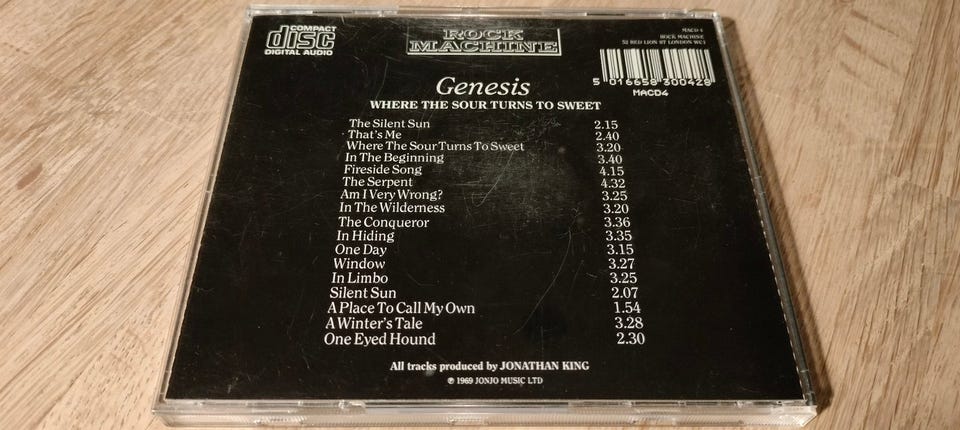 COMPACT
disc
DIGITAL AUDIO
ROCK
MACHINE
MACD 4
ROCK MACHINE
52 RED LION ST LONDON WC1
5 016658 300428
MACD4
Genesis
WHERE THE SOUR TURNS TO SWEET
The Silent Sun 2.15
That's Me 2.40
Where The Sour Turns To Sweet 3.20
In The Beginning 3.40
Fireside Song 4.15
The Serpent 4.32
Am I Very Wrong? 3.25
In The Wilderness 3.20
The Conqueror 3.36
In Hiding 3.35
One Day 3.15
Window 3.27
In Limbo 3.25
Silent Sun 2.07
A Place To Call My Own 1.54
A Winter's Tale 3.28
One Eyed Hound 2.30
All tracks produced by JONATHAN KING
℗ 1969 JONJO MUSIC LTD